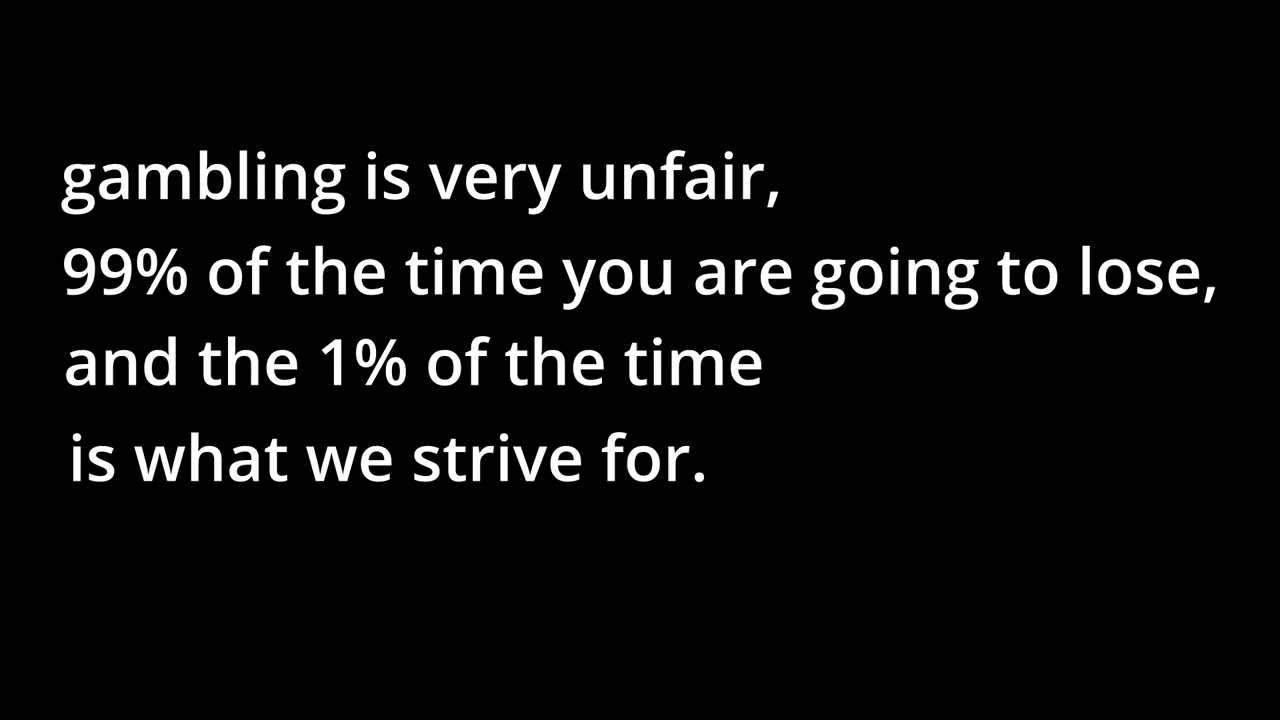 gambling is very unfair,
99% of the time you are going to lose,
and the 1% of the time
is what we strive for.